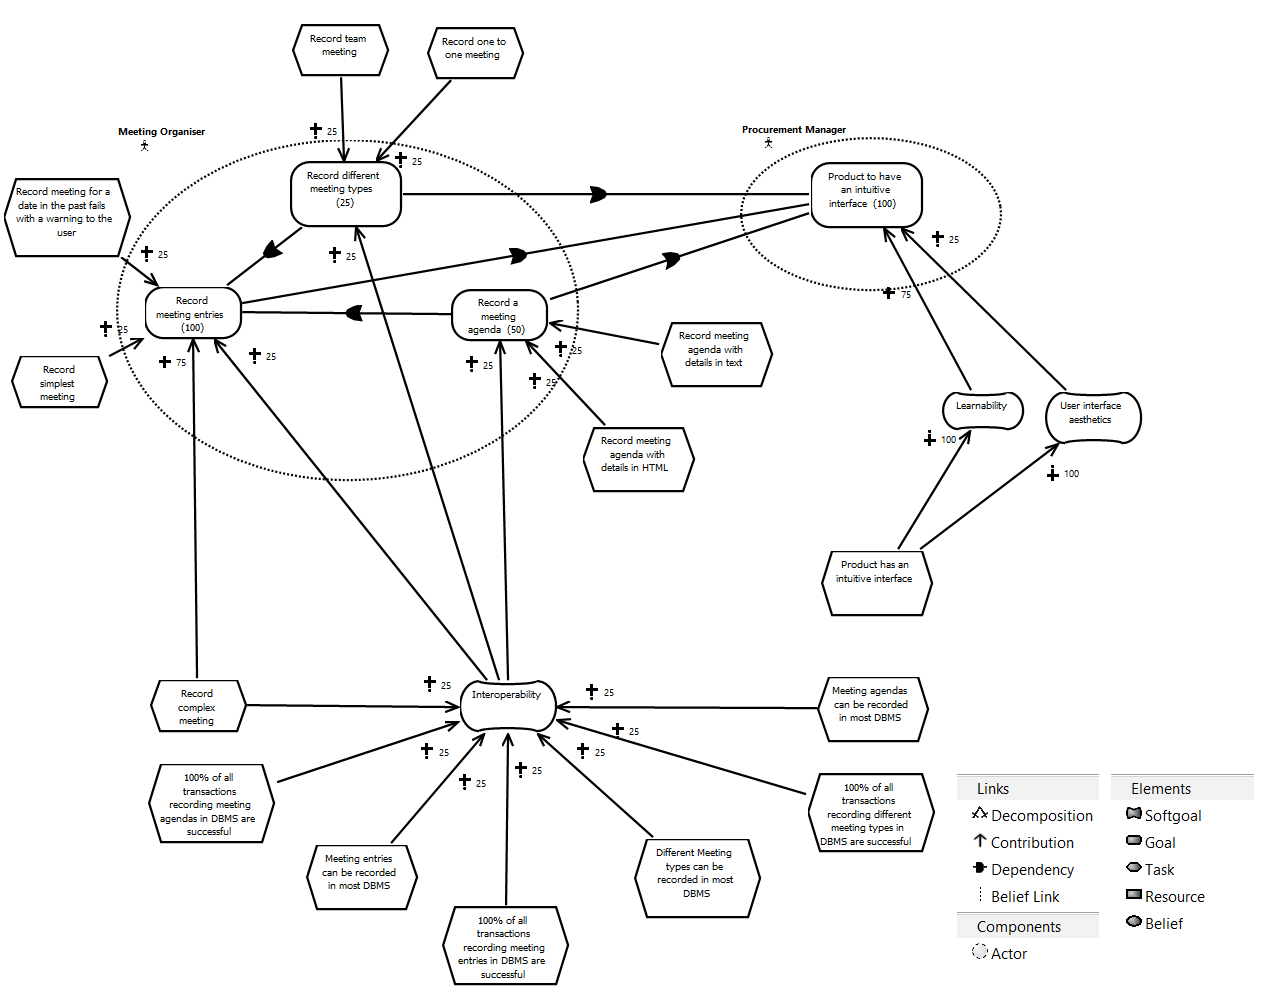 Record team
meeting
Record one to
one meeting
25
25
Meeting Organiser
Procurement Manager
Record different
meeting types
(25)
Product to have
an intuitive
interface (100)
Record meeting for a
date in the past fails
with a warning to the
user
25
25
25
75
Record
meeting entries
(100)
Record a
meeting
agenda (50)
25
75
25
25
25
25
Record
simplest
meeting
Record meeting
agenda with
details in text
Record meeting
agenda with
details in HTML
Learnability
User interface
aesthetics
100
100
Product has an
intuitive interface
Record
complex
meeting
25
Interoperability
25
Meeting agendas
can be recorded
in most DBMS
25
25
25
25
25
100% of all
transactions
recording meeting
agendas in DBMS are
successful
Meeting entries
can be recorded
in most DBMS
100% of all
transactions
recording meeting
entries in DBMS are
successful
Different Meeting
types can be
recorded in most
DBMS
100% of all
transactions
recording different
meeting types in
DBMS are successful
Links
Decomposition
Contribution
Dependency
Belief Link
Components
Actor
Elements
Softgoal
Goal
Task
Resource
Belief